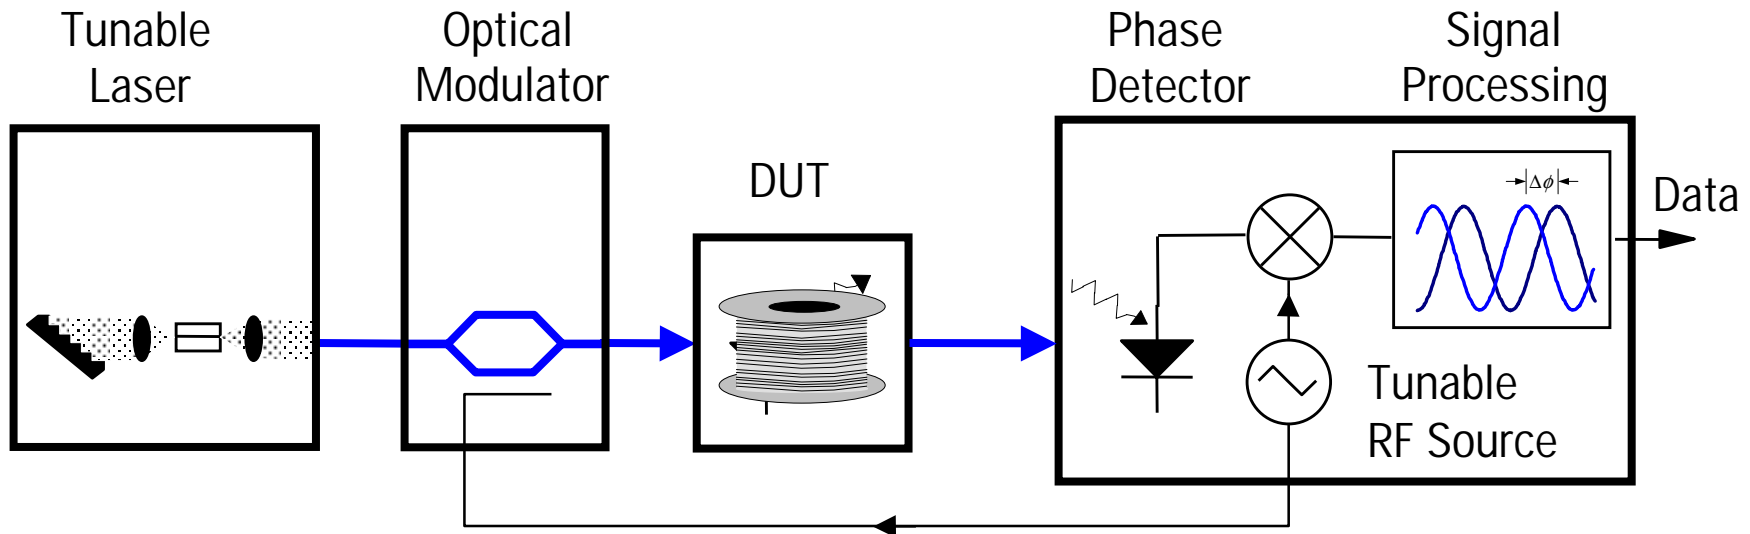 Tunable
Laser
Optical
Modulator
DUT
Phase
Detector
Signal
Processing
Δϕ
Data
Tunable
RF Source